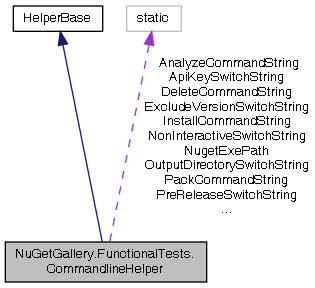 HelperBase
static
AnalyzeCommandString
ApiKeySwitchString
DeleteCommandString
ExcludeVersionSwitchString
InstallCommandString
NonInteractiveSwitchString
NugetExePath
OutputDirectorySwitchString
PackCommandString
PreReleaseSwitchString
...
NuGetGallery.FunctionalTests.
CommandlineHelper